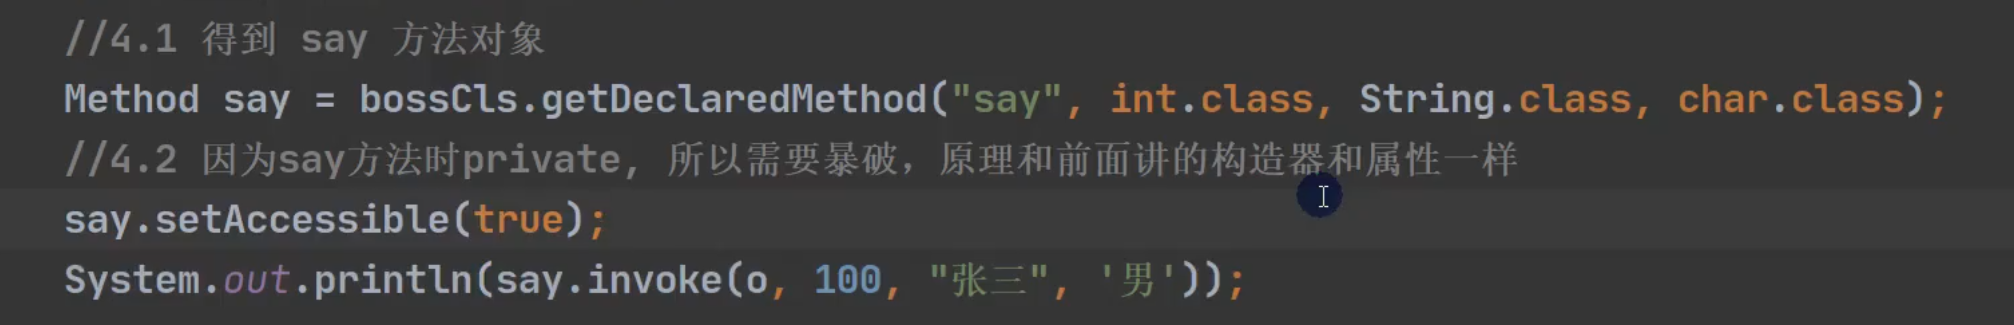 //4.1 得到 say 方法对象
Method say = bossCls.getDeclaredMethod("say", int.class, String.class, char.class);
//4.2 因为say方法时private, 所以需要暴破，原理和前面讲的构造器和属性一样
say.setAccessible(true);
System.out.println(say.invoke(o, 100, "张三", '男'));